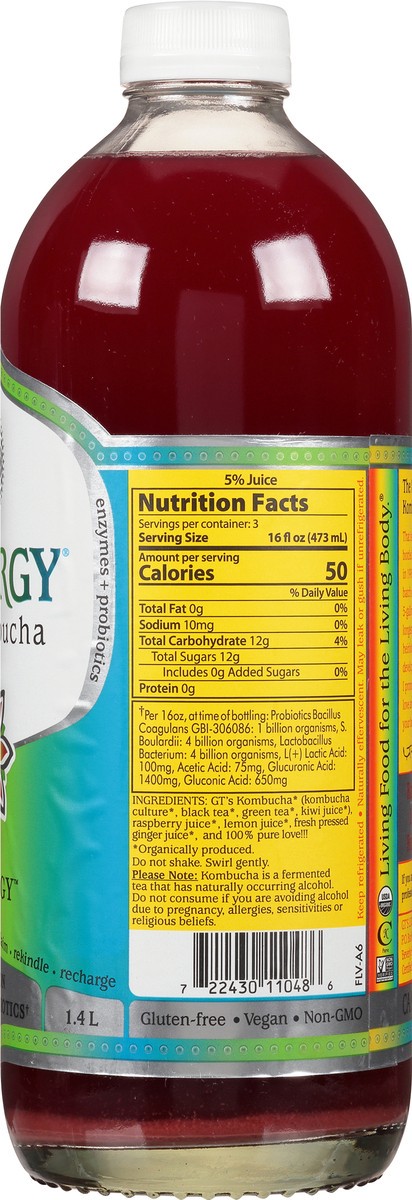 RGY®
ucha
enzymes + probiotics
GY™
rekindle • recharge
OTICS†
1.4 L
5% Juice
Nutrition Facts
Servings per container: 3
Serving Size 16 fl oz (473 mL)
Amount per serving
Calories 50
% Daily Value
Total Fat 0g 0%
Sodium 10mg 0%
Total Carbohydrate 12g 4%
Total Sugars 12g
Includes 0g Added Sugars 0%
Protein 0g
†Per 16oz, at time of bottling: Probiotics Bacillus
Coagulans GBI-306086: 1 billion organisms, S.
Boulardii: 4 billion organisms, Lactobacillus
Bacterium: 4 billion organisms, L(+) Lactic Acid:
100mg, Acetic Acid: 75mg, Glucuronic Acid:
1400mg, Gluconic Acid: 650mg
INGREDIENTS: GT's Kombucha* (kombucha
culture*, black tea*, green tea*, kiwi juice*),
raspberry juice*, lemon juice*, fresh pressed
ginger juice*, and 100% pure love!!!
*Organically produced.
Do not shake. Swirl gently.
Please Note: Kombucha is a fermented
tea that has naturally occurring alcohol.
Do not consume if you are avoiding alcohol
due to pregnancy, allergies, sensitivities or
religious beliefs.
7 22430 11048 6
FLV-A6
Gluten-free • Vegan • Non-GMO
Keep refrigerated • Naturally effervescent. May leak or gush if unrefrigerated.
Living Food for the Living Body.®
USDA
ORGANIC